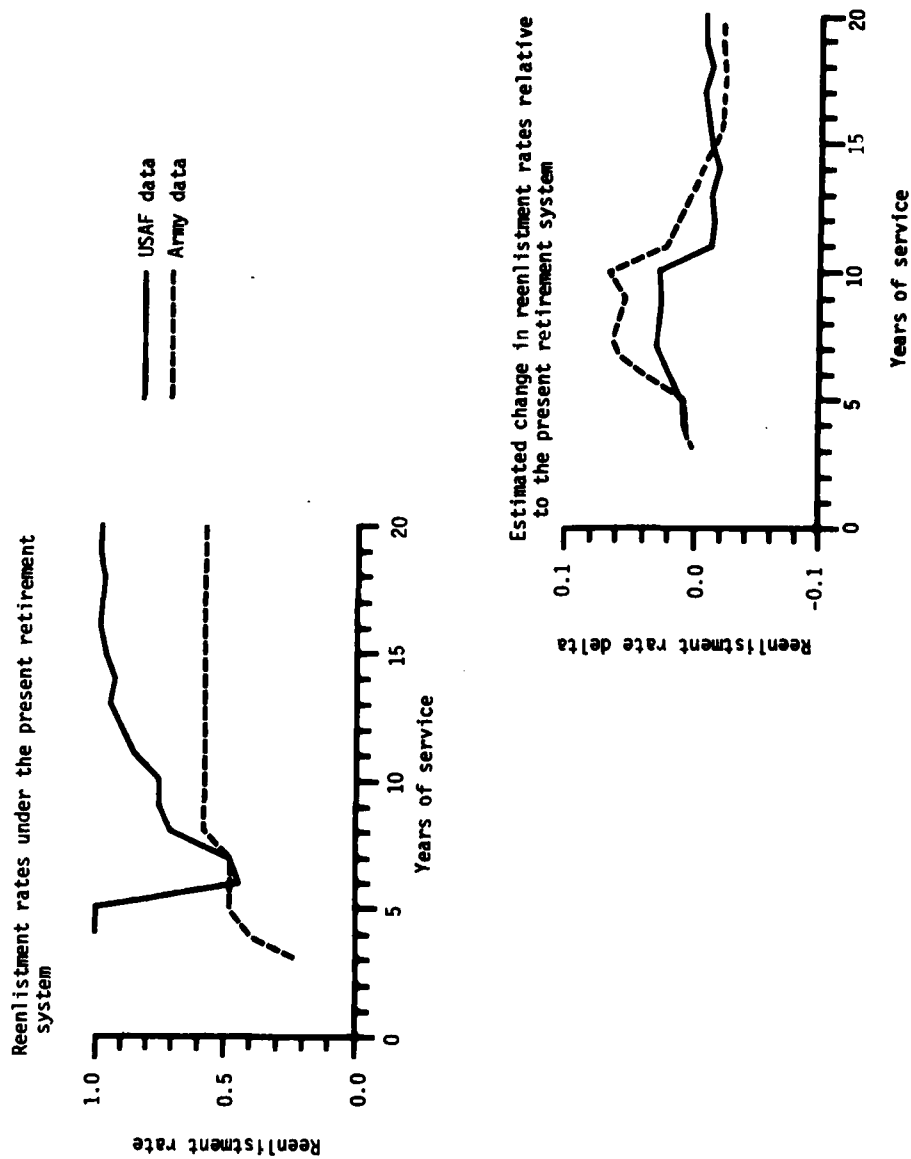 Reenlistment rates under the present retirement
system
USAF data
Army data
Reenlistment rate
1.0
0.5
0.0
0
5
10
15
20
Years of service
Estimated change in reenlistment rates relative
to the present retirement system
Reenlistment rate delta
0.1
0.0
-0.1
0
5
10
15
20
Years of service